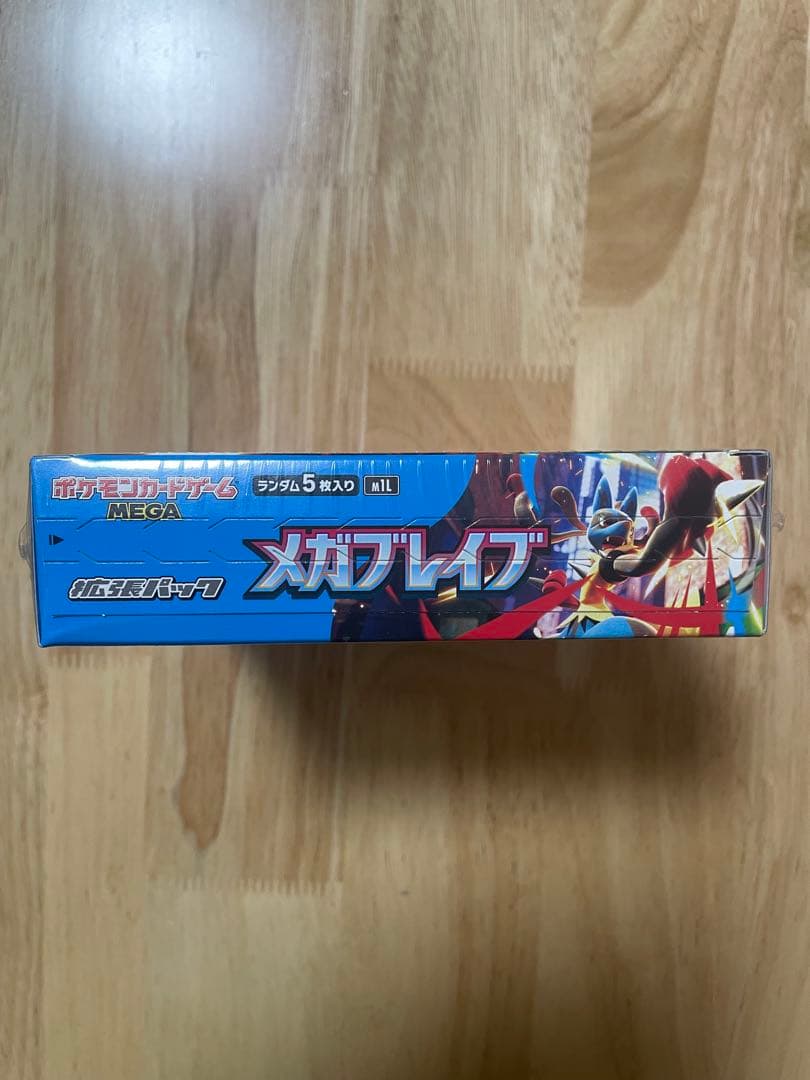 ポケモンカードゲーム
MEGA
ランダム5枚入り M1L
メガブレイブ
拡張パック